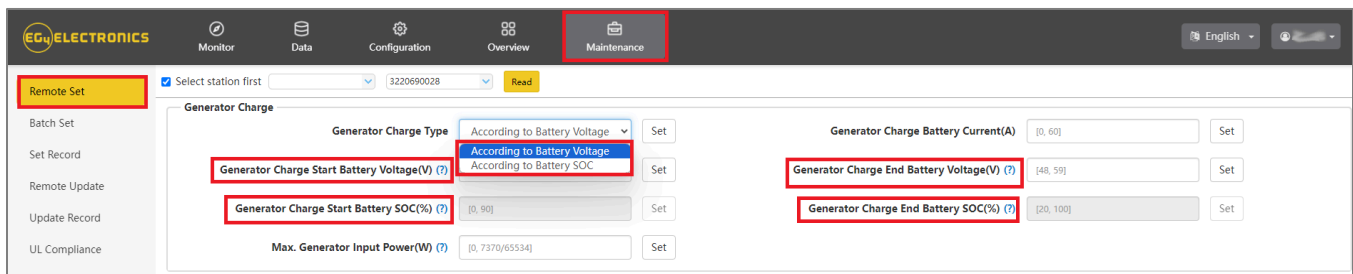 EG4 ELECTRONICS
Monitor
Data
Configuration
Overview
Maintenance
English
Remote Set
Batch Set
Set Record
Remote Update
Update Record
UL Compliance
Select station first 3220690028 Read
Generator Charge
Generator Charge Type According to Battery Voltage Set Generator Charge Battery Current(A) [0, 60] Set
According to Battery Voltage
According to Battery SOC
Generator Charge Start Battery Voltage(V) (?) Set Generator Charge End Battery Voltage(V) (?) [48, 59] Set
Generator Charge Start Battery SOC(%) (?) [0, 90] Set Generator Charge End Battery SOC(%) (?) [20, 100] Set
Max. Generator Input Power(W) (?) [0, 7370/65534] Set